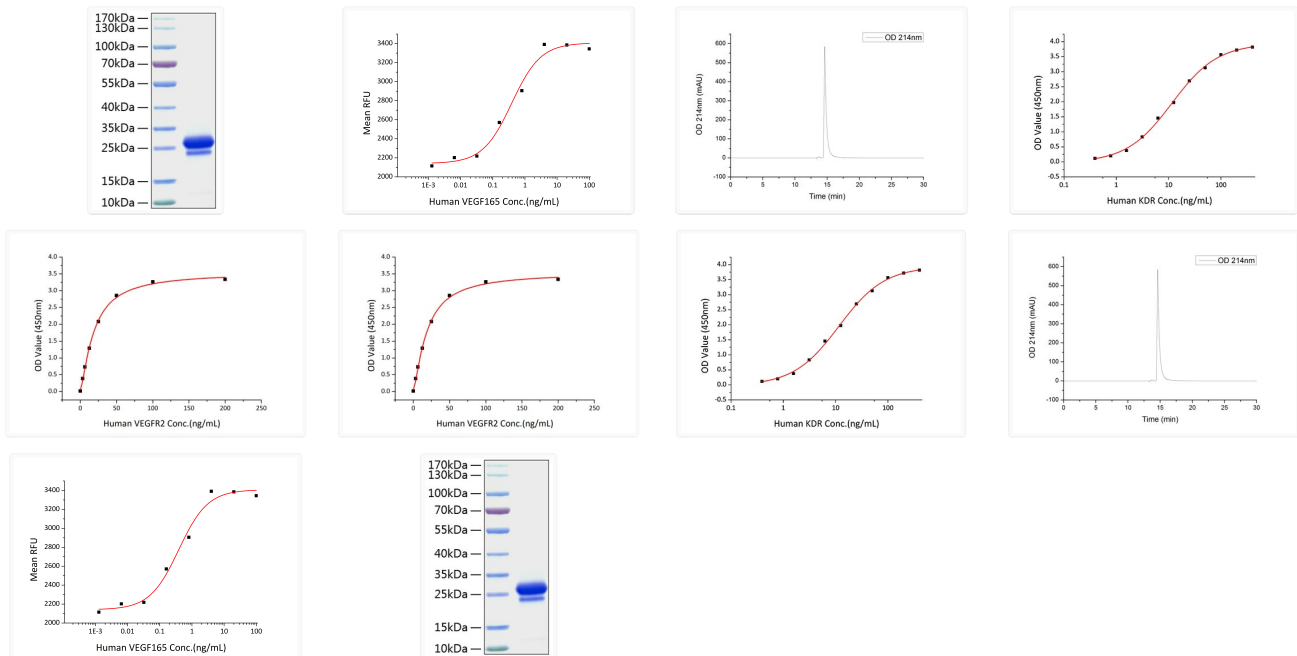 170kDa
130kDa
100kDa
70kDa
55kDa
40kDa
35kDa
25kDa
15kDa
10kDa
3400
3200
3000
2800
2600
2400
2200
2000
Mean RFU
1E-3 0.01 0.1 1 10 100
Human VEGF165 Conc.(ng/mL)
OD 214nm
600
500
400
300
200
100
0
-100
OD 214nm (mAU)
0 5 10 15 20 25 30
Time (min)
4.0
3.5
3.0
2.5
2.0
1.5
1.0
0.5
0.0
-0.5
OD Value (450nm)
0.1 1 10 100
Human KDR Conc.(ng/mL)
4.0
3.5
3.0
2.5
2.0
1.5
1.0
0.5
0.0
OD Value (450nm)
0 50 100 150 200 250
Human VEGFR2 Conc.(ng/mL)
4.0
3.5
3.0
2.5
2.0
1.5
1.0
0.5
0.0
OD Value (450nm)
0 50 100 150 200 250
Human VEGFR2 Conc.(ng/mL)
4.0
3.5
3.0
2.5
2.0
1.5
1.0
0.5
0.0
-0.5
OD Value (450nm)
0.1 1 10 100
Human KDR Conc.(ng/mL)
OD 214nm
600
500
400
300
200
100
0
-100
OD 214nm (mAU)
0 5 10 15 20 25 30
Time (min)
3400
3200
3000
2800
2600
2400
2200
2000
Mean RFU
1E-3 0.01 0.1 1 10 100
Human VEGF165 Conc.(ng/mL)
170kDa
130kDa
100kDa
70kDa
55kDa
40kDa
35kDa
25kDa
15kDa
10kDa